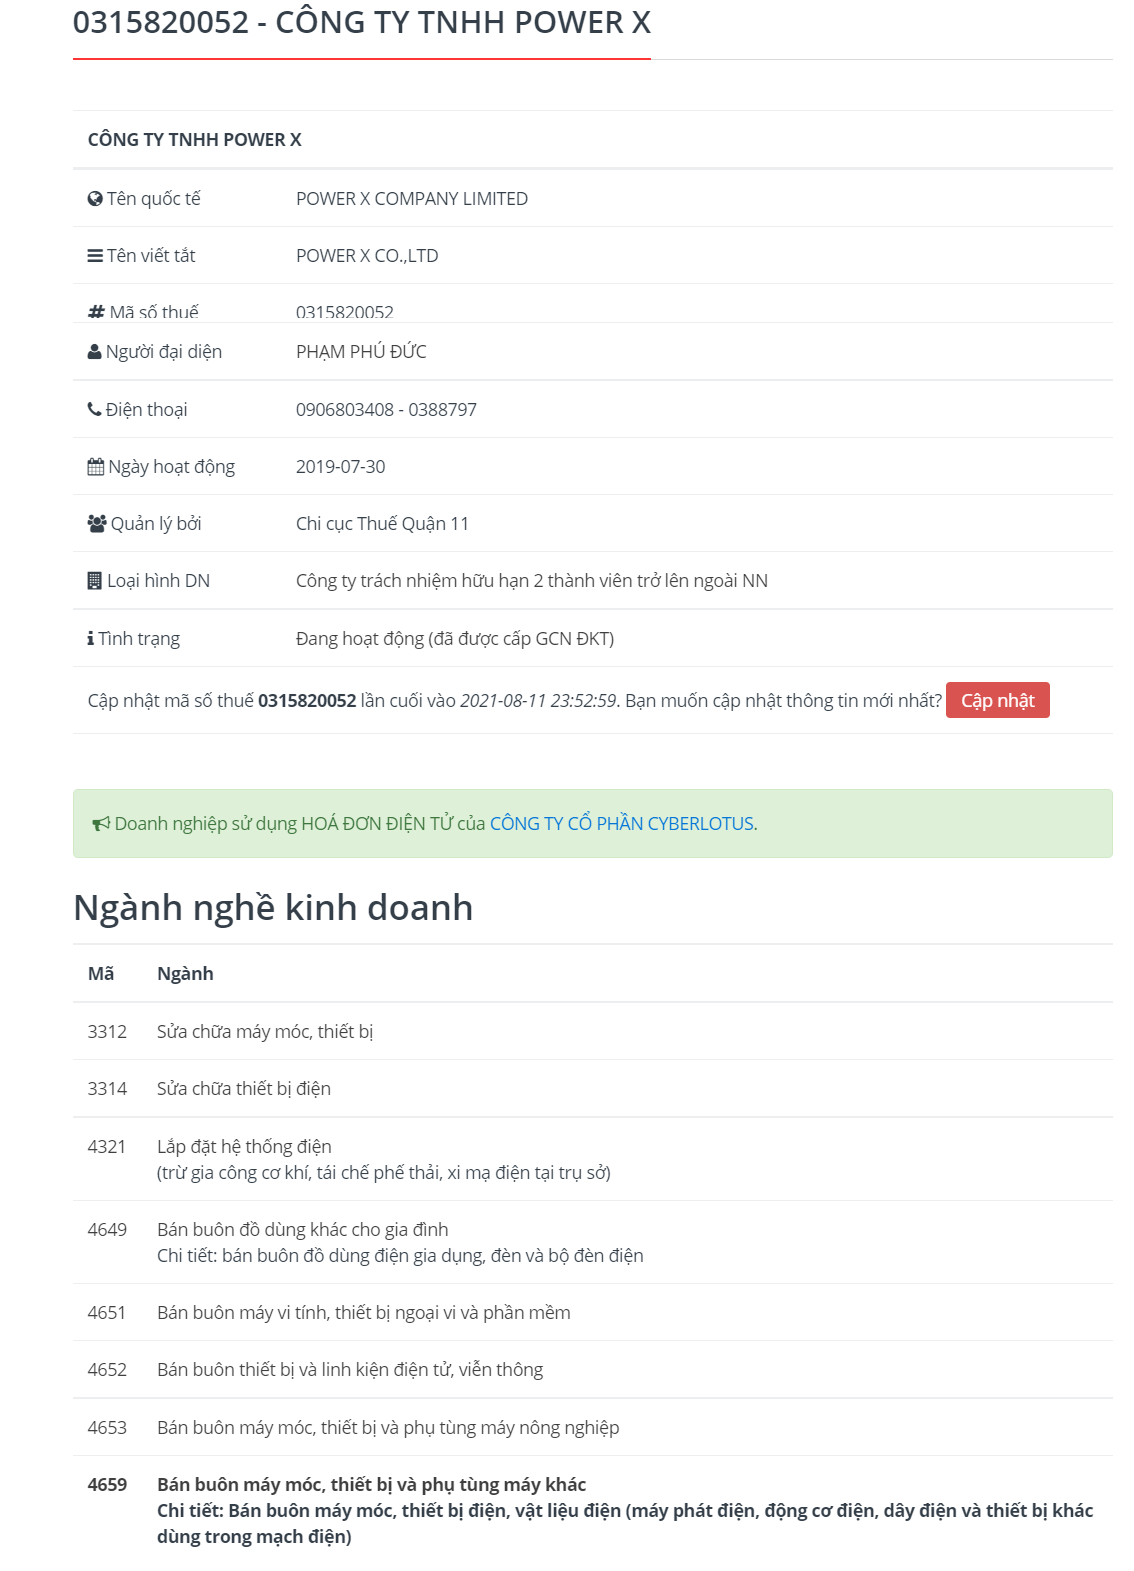 0315820052 - CÔNG TY TNHH POWER X
CÔNG TY TNHH POWER X
Tên quốc tế POWER X COMPANY LIMITED
Tên viết tắt POWER X CO.,LTD
Mã số thuế 0315820052
Người đại diện PHẠM PHÚ ĐỨC
Điện thoại 0906803408 - 0388797
Ngày hoạt động 2019-07-30
Quản lý bởi Chi cục Thuế Quận 11
Loại hình DN Công ty trách nhiệm hữu hạn 2 thành viên trở lên ngoài NN
Tình trạng Đang hoạt động (đã được cấp GCN ĐKT)
Cập nhật mã số thuế 0315820052 lần cuối vào 2021-08-11 23:52:59. Bạn muốn cập nhật thông tin mới nhất? Cập nhật
Doanh nghiệp sử dụng HOÁ ĐƠN ĐIỆN TỬ của CÔNG TY CỔ PHẦN CYBERLOTUS.
Ngành nghề kinh doanh
Mã Ngành
3312 Sửa chữa máy móc, thiết bị
3314 Sửa chữa thiết bị điện
4321 Lắp đặt hệ thống điện
(trừ gia công cơ khí, tái chế phế thải, xi mạ điện tại trụ sở)
4649 Bán buôn đồ dùng khác cho gia đình
Chi tiết: bán buôn đồ dùng điện gia dụng, đèn và bộ đèn điện
4651 Bán buôn máy vi tính, thiết bị ngoại vi và phần mềm
4652 Bán buôn thiết bị và linh kiện điện tử, viễn thông
4653 Bán buôn máy móc, thiết bị và phụ tùng máy nông nghiệp
4659 Bán buôn máy móc, thiết bị và phụ tùng máy khác
Chi tiết: Bán buôn máy móc, thiết bị điện, vật liệu điện (máy phát điện, động cơ điện, dây điện và thiết bị khác
dùng trong mạch điện)